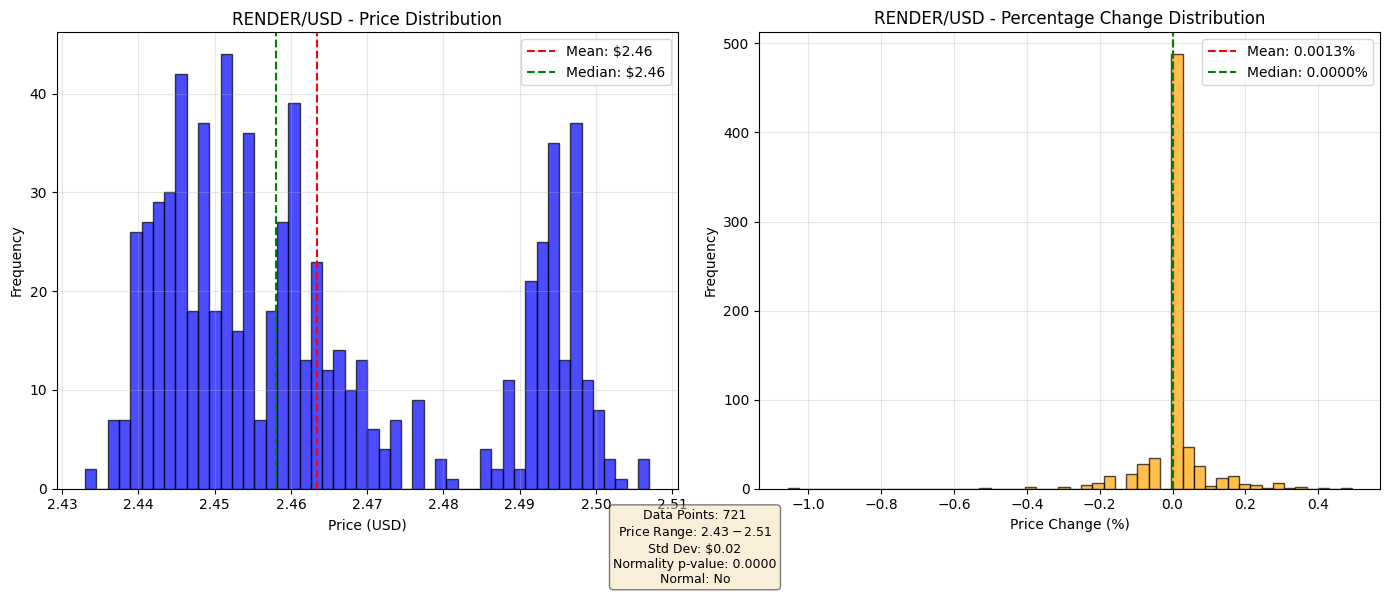 RENDER/USD - Price Distribution
Mean: $2.46
Median: $2.46
Frequency
40
30
20
10
0
2.43 2.44 2.45 2.46 2.47 2.48 2.49 2.50 2.51
Price (USD)
RENDER/USD - Percentage Change Distribution
Mean: 0.0013%
Median: 0.0000%
Frequency
500
400
300
200
100
0
−1.0 −0.8 −0.6 −0.4 −0.2 0.0 0.2 0.4
Price Change (%)
Data Points: 721
Price Range: 2.43 − 2.51
Std Dev: $0.02
Normality p-value: 0.0000
Normal: No